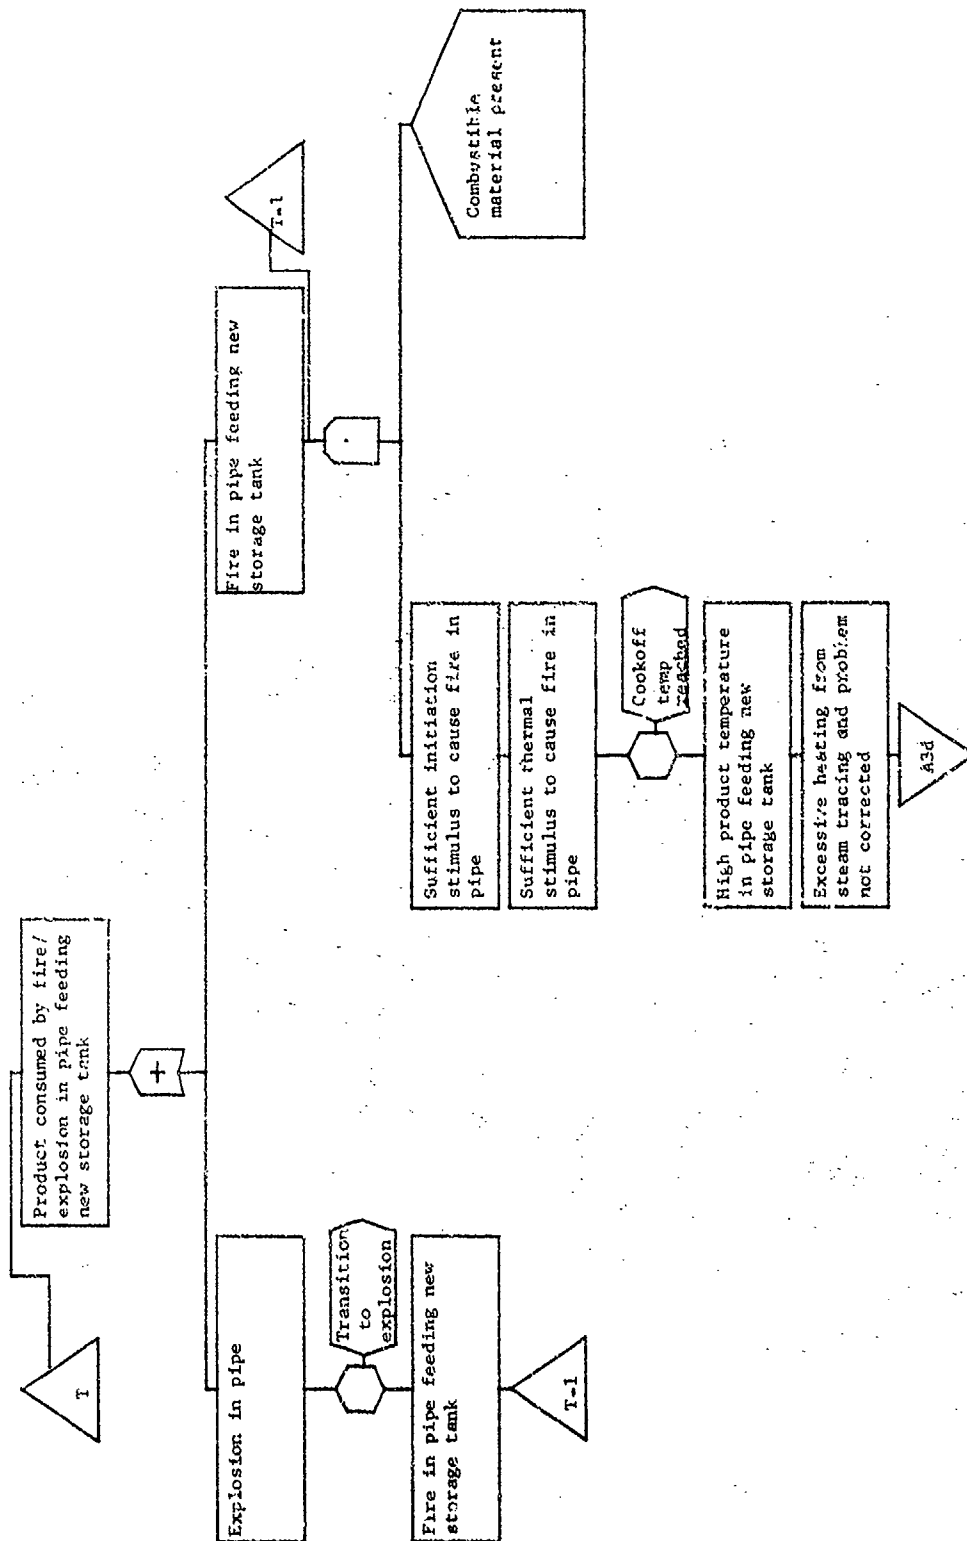 T
Product consumed by fire/
explosion in pipe feeding
new storage tank
+
Explosion in pipe
Transition
to
explosion
Fire in pipe feeding new
storage tank
T-1
Fire in pipe feeding new
storage tank
T-1
.
Sufficient initiation
stimulus to cause fire in
pipe
Sufficient thermal
stimulus to cause fire in
pipe
Cookoff
temp
reached
High product temperature
in pipe feeding new
storage tank
Excessive heating from
steam tracing and problem
not corrected
A3d
Combustible
material present